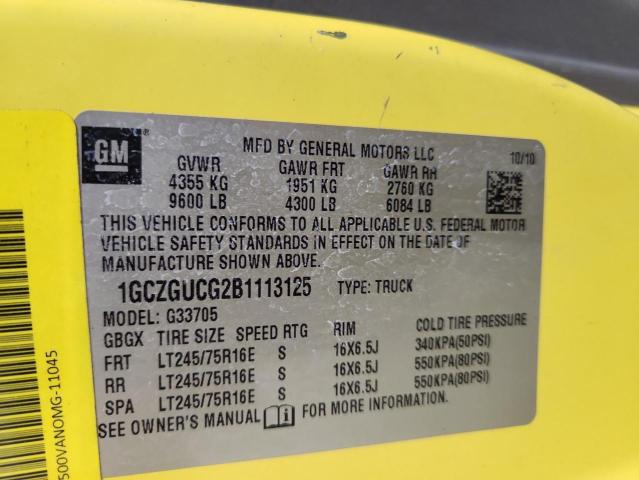 GM
MFD BY GENERAL MOTORS LLC 10/10
GVWR GAWR FRT GAWR RR
4355 KG 1951 KG 2760 KG
9600 LB 4300 LB 6084 LB
THIS VEHICLE CONFORMS TO ALL APPLICABLE U.S. FEDERAL MOTOR
VEHICLE SAFETY STANDARDS IN EFFECT ON THE DATE OF
MANUFACTURE SHOWN ABOVE.
1GCZGUCG2B1113125 TYPE: TRUCK
MODEL: G33705
GBGX TIRE SIZE SPEED RTG RIM COLD TIRE PRESSURE
FRT LT245/75R16E S 16X6.5J 340KPA(50PSI)
RR LT245/75R16E S 16X6.5J 550KPA(80PSI)
SPA LT245/75R16E S 16X6.5J 550KPA(80PSI)
SEE OWNER'S MANUAL FOR MORE INFORMATION.
500VANOMG-11045